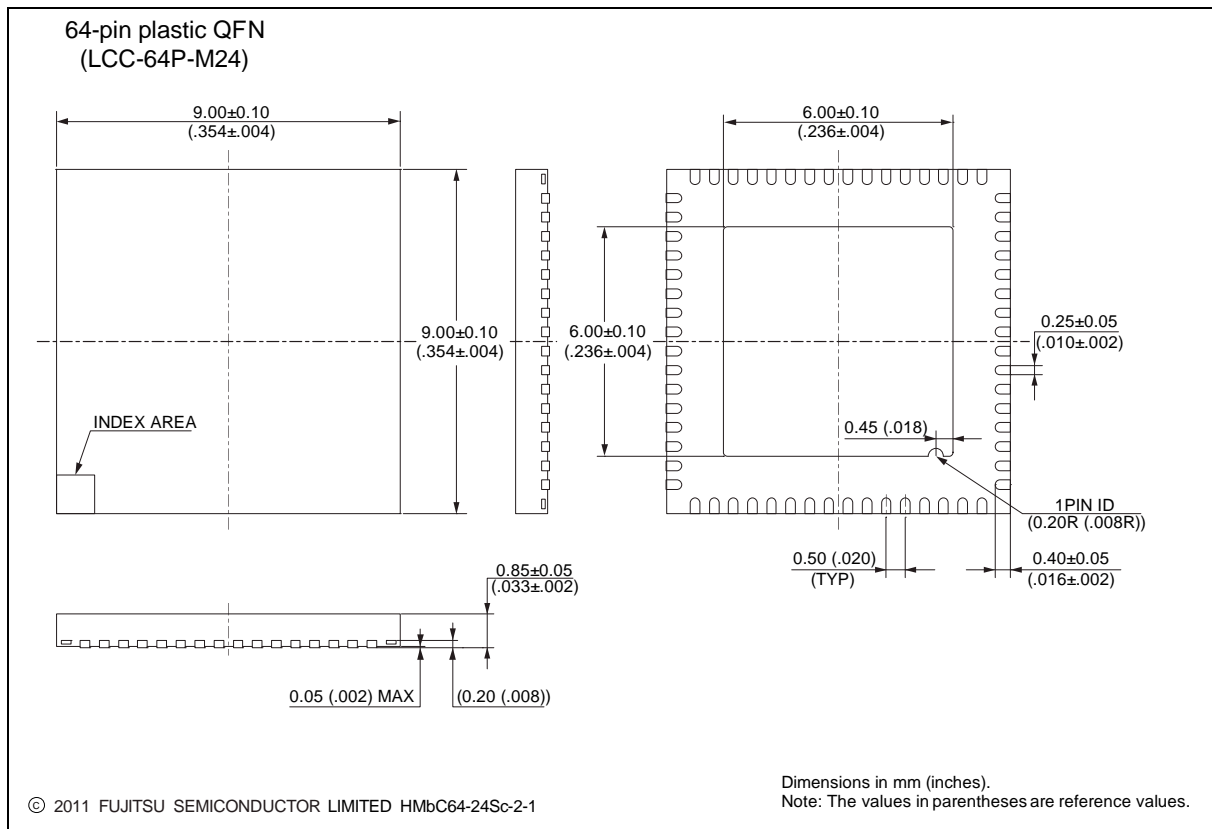 64-pin plastic QFN
(LCC-64P-M24)
9.00±0.10
(.354±.004)
6.00±0.10
(.236±.004)
9.00±0.10
(.354±.004)
6.00±0.10
(.236±.004)
0.25±0.05
(.010±.002)
INDEX AREA
0.45 (.018)
1PIN ID
(0.20R (.008R))
0.50 (.020)
(TYP)
0.40±0.05
(.016±.002)
0.85±0.05
(.033±.002)
0.05 (.002) MAX
(0.20 (.008))
Dimensions in mm (inches).
Note: The values in parentheses are reference values.
© 2011 FUJITSU SEMICONDUCTOR LIMITED HMbC64-24Sc-2-1